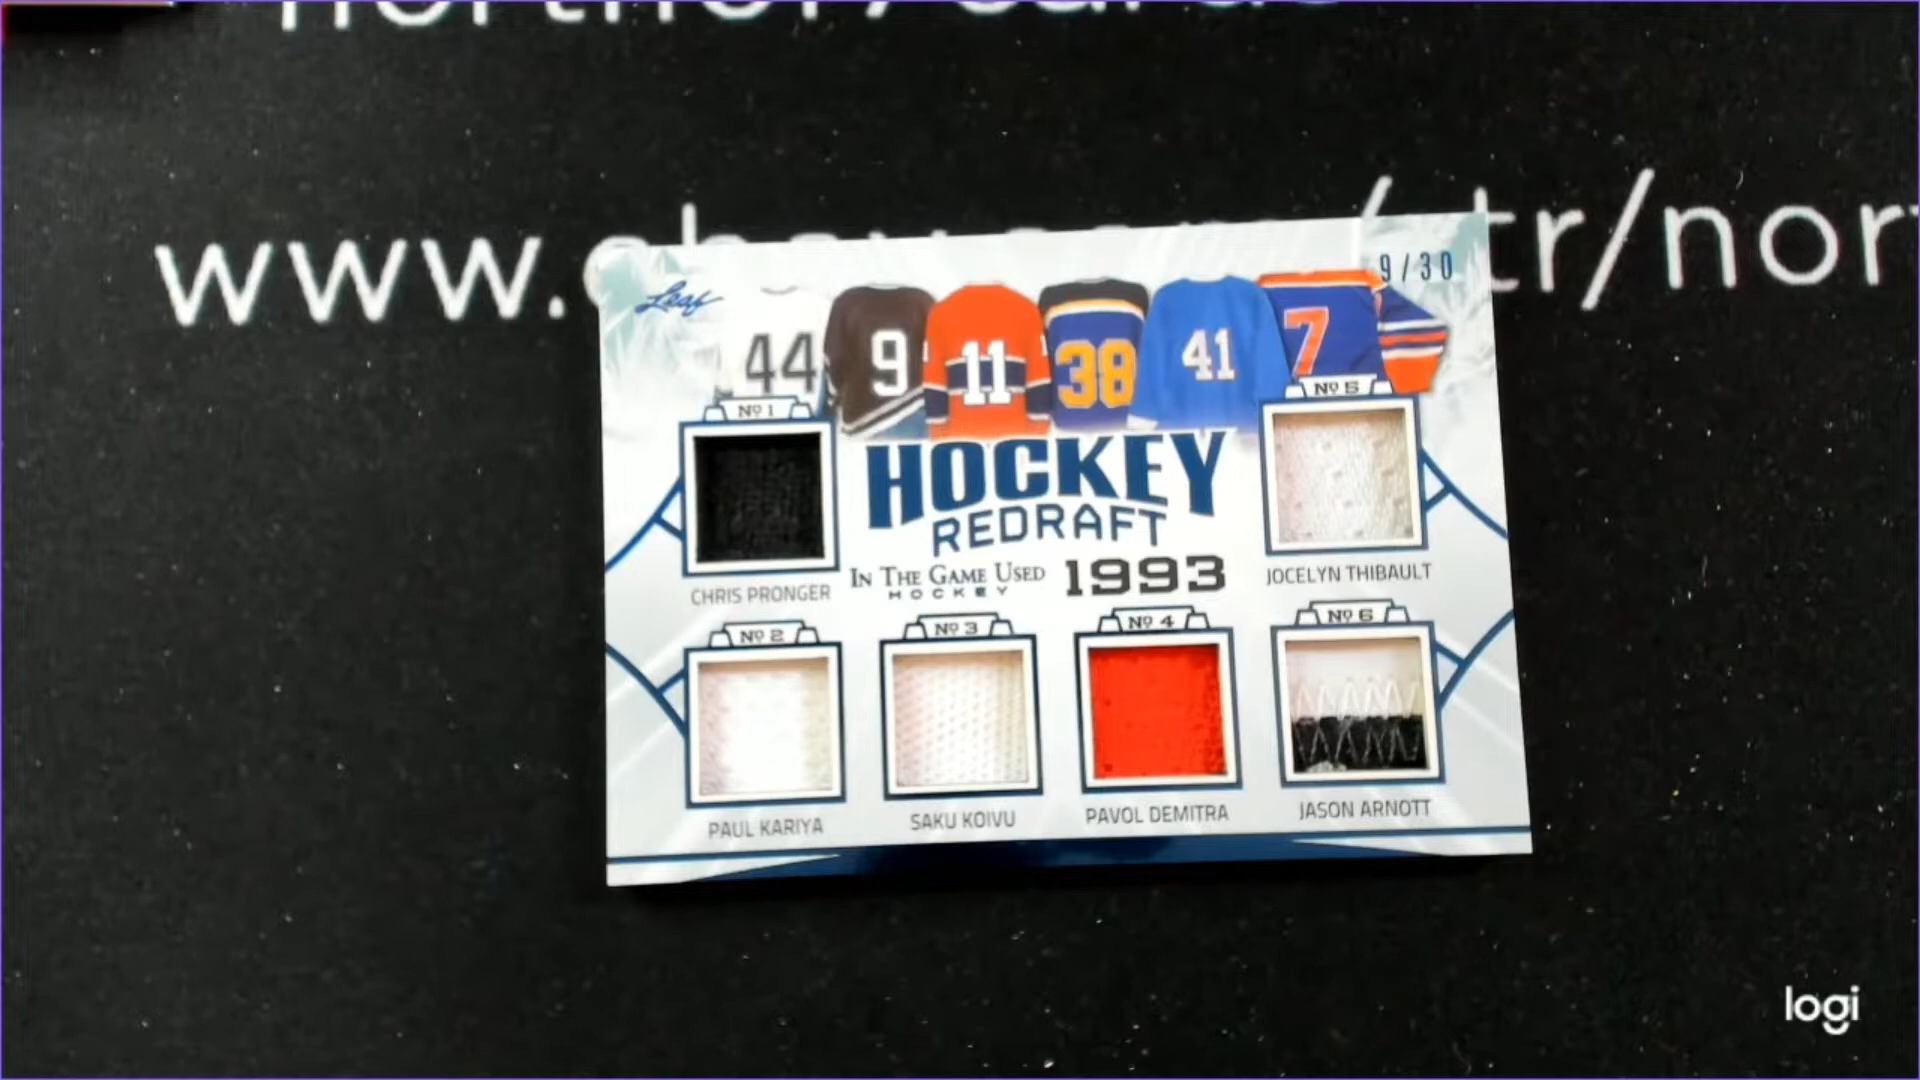 www.
tr/nor
Leaf
9/30
44
9
11
38
41
7
No 1
No 5
HOCKEY
REDRAFT
IN THE GAME USED
HOCKEY
1993
CHRIS PRONGER
JOCELYN THIBAULT
No 2
No 3
No 4
No 6
PAUL KARIYA
SAKU KOIVU
PAVOL DEMITRA
JASON ARNOTT
logi